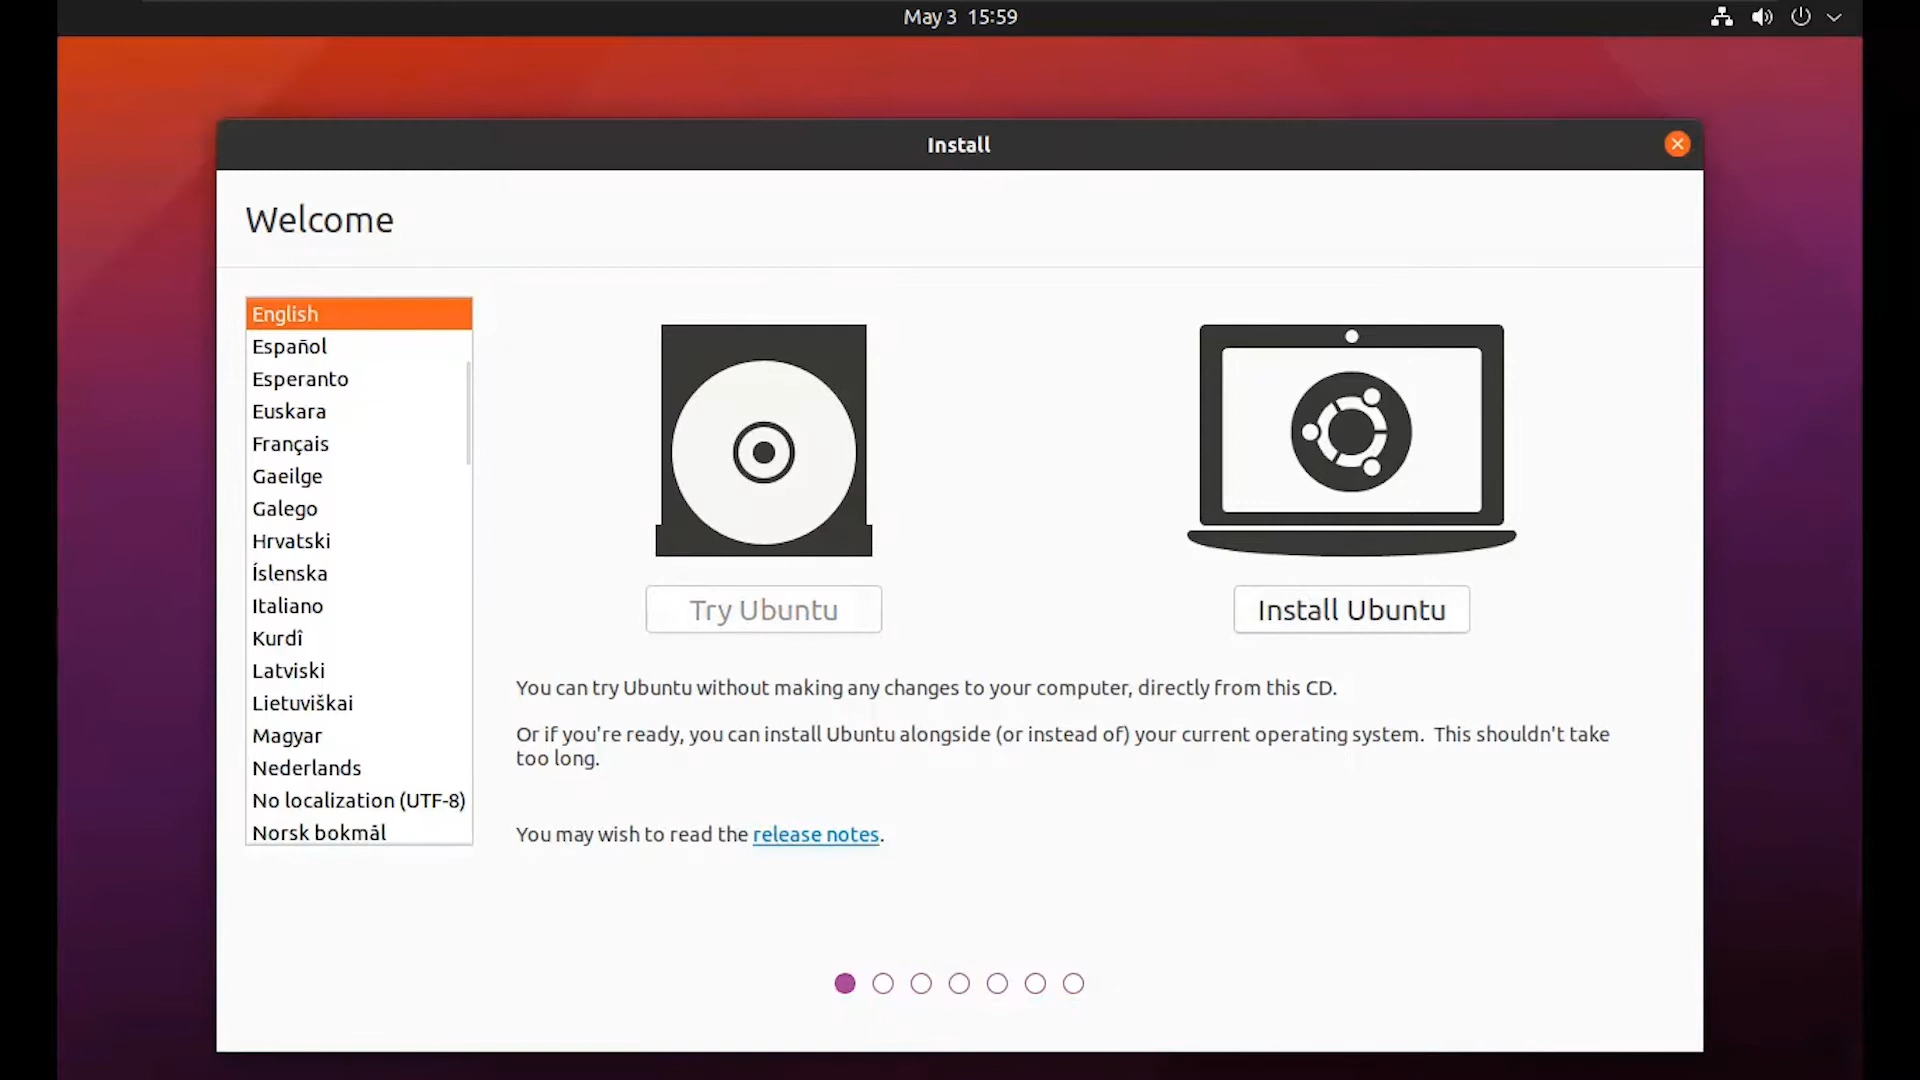 May 3 15:59
Install
Welcome
English
Español
Esperanto
Euskara
Français
Gaeilge
Galego
Hrvatski
Íslenska
Italiano
Kurdî
Latviski
Lietuviškai
Magyar
Nederlands
No localization (UTF-8)
Norsk bokmål
Try Ubuntu
Install Ubuntu
You can try Ubuntu without making any changes to your computer, directly from this CD.
Or if you're ready, you can install Ubuntu alongside (or instead of) your current operating system. This shouldn't take
too long.
You may wish to read the release notes.